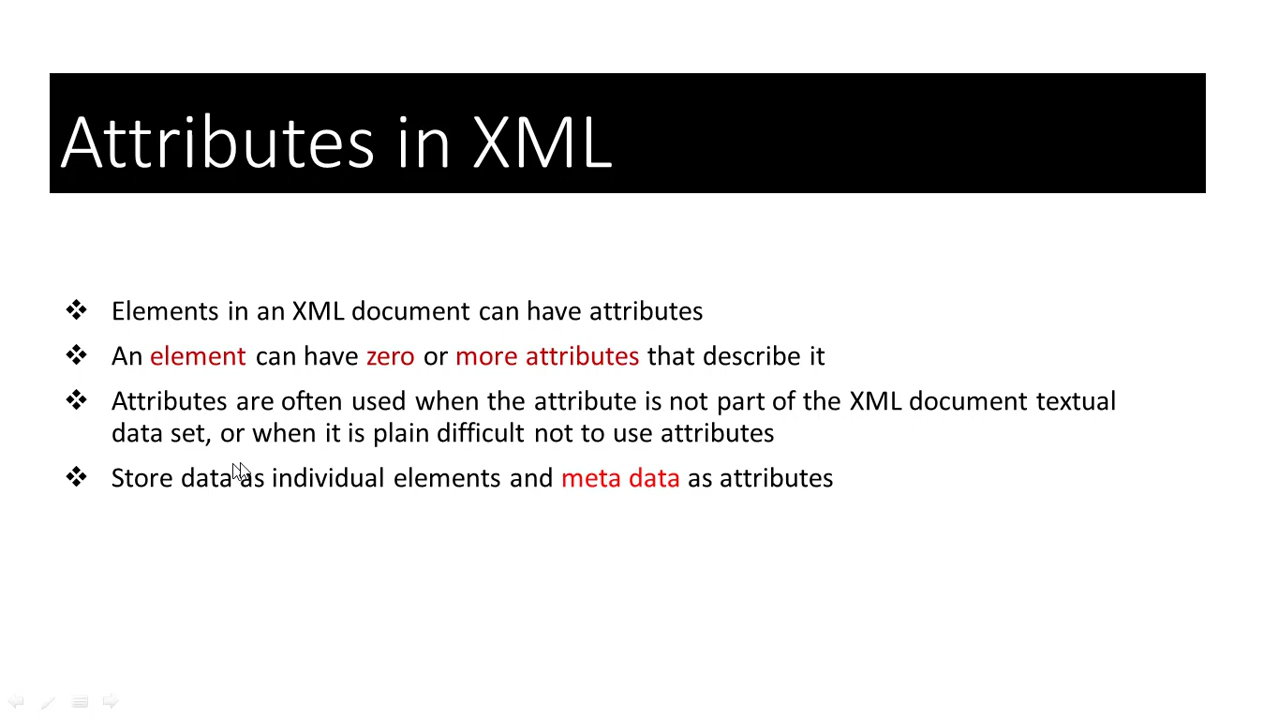 Attributes in XML
❖ Elements in an XML document can have attributes
❖ An element can have zero or more attributes that describe it
❖ Attributes are often used when the attribute is not part of the XML document textual
data set, or when it is plain difficult not to use attributes
❖ Store data as individual elements and meta data as attributes